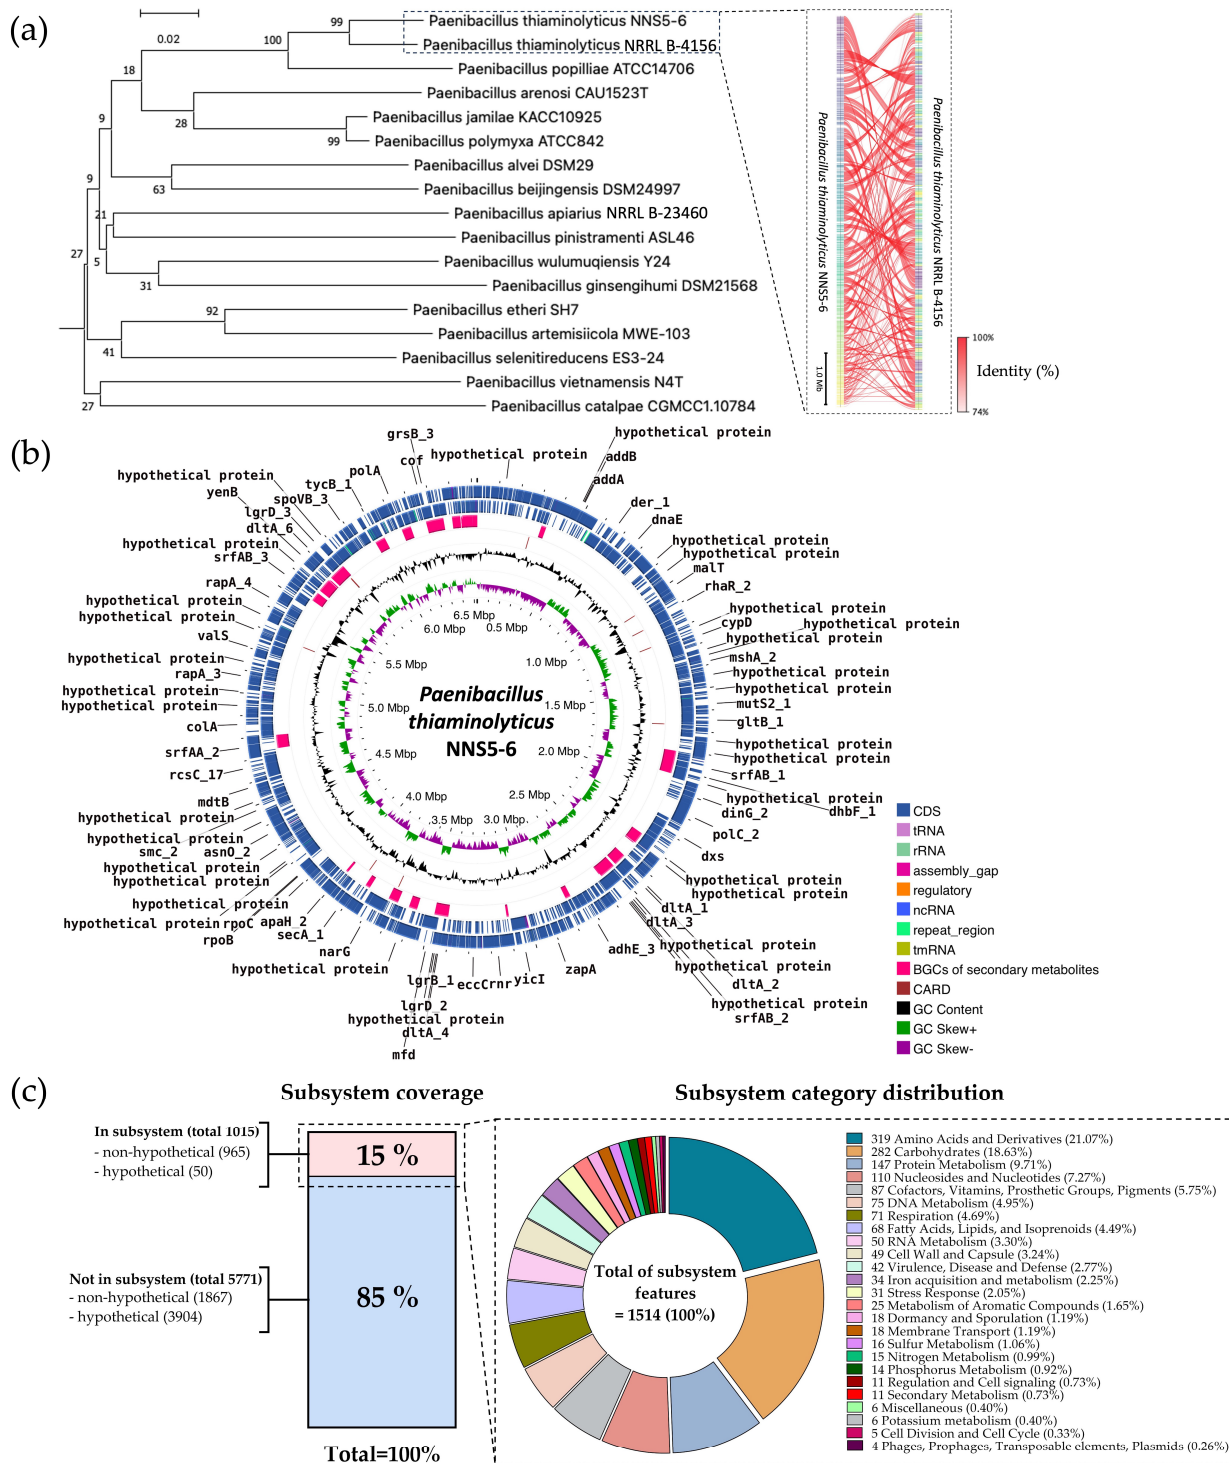 (a)
0.02
99
100
18
28
99
9
63
9
21
27
5
31
92
41
27
Paenibacillus thiaminolyticus NNS5-6
Paenibacillus thiaminolyticus NRRL B-4156
Paenibacillus popilliae ATCC14706
Paenibacillus arenosi CAU1523T
Paenibacillus jamilae KACC10925
Paenibacillus polymyxa ATCC842
Paenibacillus alvei DSM29
Paenibacillus beijingensis DSM24997
Paenibacillus apiarius NRRL B-23460
Paenibacillus pinistramenti ASL46
Paenibacillus wulumuqiensis Y24
Paenibacillus ginsengihumi DSM21568
Paenibacillus etheri SH7
Paenibacillus artemisiicola MWE-103
Paenibacillus selenitireducens ES3-24
Paenibacillus vietnamensis N4T
Paenibacillus catalpae CGMCC1.10784
Paenibacillus thiaminolyticus NNS5-6
Paenibacillus thiaminolyticus NRRL B-4156
1.0 Mb
100%
Identity (%)
74%
(b)
grsB_3
cof
hypothetical protein
hypothetical protein
addB
addA
der_1
dnaE
hypothetical protein
hypothetical protein
malT
rhaR_2
hypothetical protein
cypD
hypothetical protein
hypothetical protein
mshA_2
hypothetical protein
hypothetical protein
mutS2_1
gltB_1
hypothetical protein
hypothetical protein
srfAB_1
hypothetical protein
dhbF_1
dinG_2
polC_2
dxs
hypothetical protein
hypothetical protein
dltA_1
dltA_3
hypothetical protein
hypothetical protein
dltA_2
hypothetical protein
srfAB_2
adhE_3
zapA
yicI
rnr
eccC
lgrB_1
lgrD_2
hypothetical protein
dltA_4
mfd
hypothetical protein
narG
secA_1
apaH_2
rpoC
rpoB
hypothetical protein
hypothetical protein
hypothetical protein
hypothetical protein
asnO_2
smc_2
hypothetical protein
hypothetical protein
mdtB
rcsC_17
srfAA_2
colA
hypothetical protein
hypothetical protein
rapA_3
hypothetical protein
valS
hypothetical protein
hypothetical protein
rapA_4
srfAB_3
hypothetical protein
dltA_6
lgrD_3
yenB
hypothetical protein
spoVB_3
tycB_1
polA
6.5 Mbp
0.5 Mbp
1.0 Mbp
1.5 Mbp
2.0 Mbp
2.5 Mbp
3.0 Mbp
3.5 Mbp
4.0 Mbp
4.5 Mbp
5.0 Mbp
5.5 Mbp
6.0 Mbp
Paenibacillus
thiaminolyticus
NNS5-6
CDS
tRNA
rRNA
assembly_gap
regulatory
ncRNA
repeat_region
tmRNA
BGCs of secondary metabolites
CARD
GC Content
GC Skew+
GC Skew-
(c)
Subsystem coverage
In subsystem (total 1015)
- non-hypothetical (965)
- hypothetical (50)
15 %
Not in subsystem (total 5771)
- non-hypothetical (1867)
- hypothetical (3904)
85 %
Total=100%
Subsystem category distribution
Total of subsystem
features
= 1514 (100%)
319 Amino Acids and Derivatives (21.07%)
282 Carbohydrates (18.63%)
147 Protein Metabolism (9.71%)
110 Nucleosides and Nucleotides (7.27%)
87 Cofactors, Vitamins, Prosthetic Groups, Pigments (5.75%)
75 DNA Metabolism (4.95%)
71 Respiration (4.69%)
68 Fatty Acids, Lipids, and Isoprenoids (4.49%)
50 RNA Metabolism (3.30%)
49 Cell Wall and Capsule (3.24%)
42 Virulence, Disease and Defense (2.77%)
34 Iron acquisition and metabolism (2.25%)
31 Stress Response (2.05%)
25 Metabolism of Aromatic Compounds (1.65%)
18 Dormancy and Sporulation (1.19%)
18 Membrane Transport (1.19%)
16 Sulfur Metabolism (1.06%)
15 Nitrogen Metabolism (0.99%)
14 Phosphorus Metabolism (0.92%)
11 Regulation and Cell signaling (0.73%)
11 Secondary Metabolism (0.73%)
6 Miscellaneous (0.40%)
6 Potassium metabolism (0.40%)
5 Cell Division and Cell Cycle (0.33%)
4 Phages, Prophages, Transposable elements, Plasmids (0.26%)